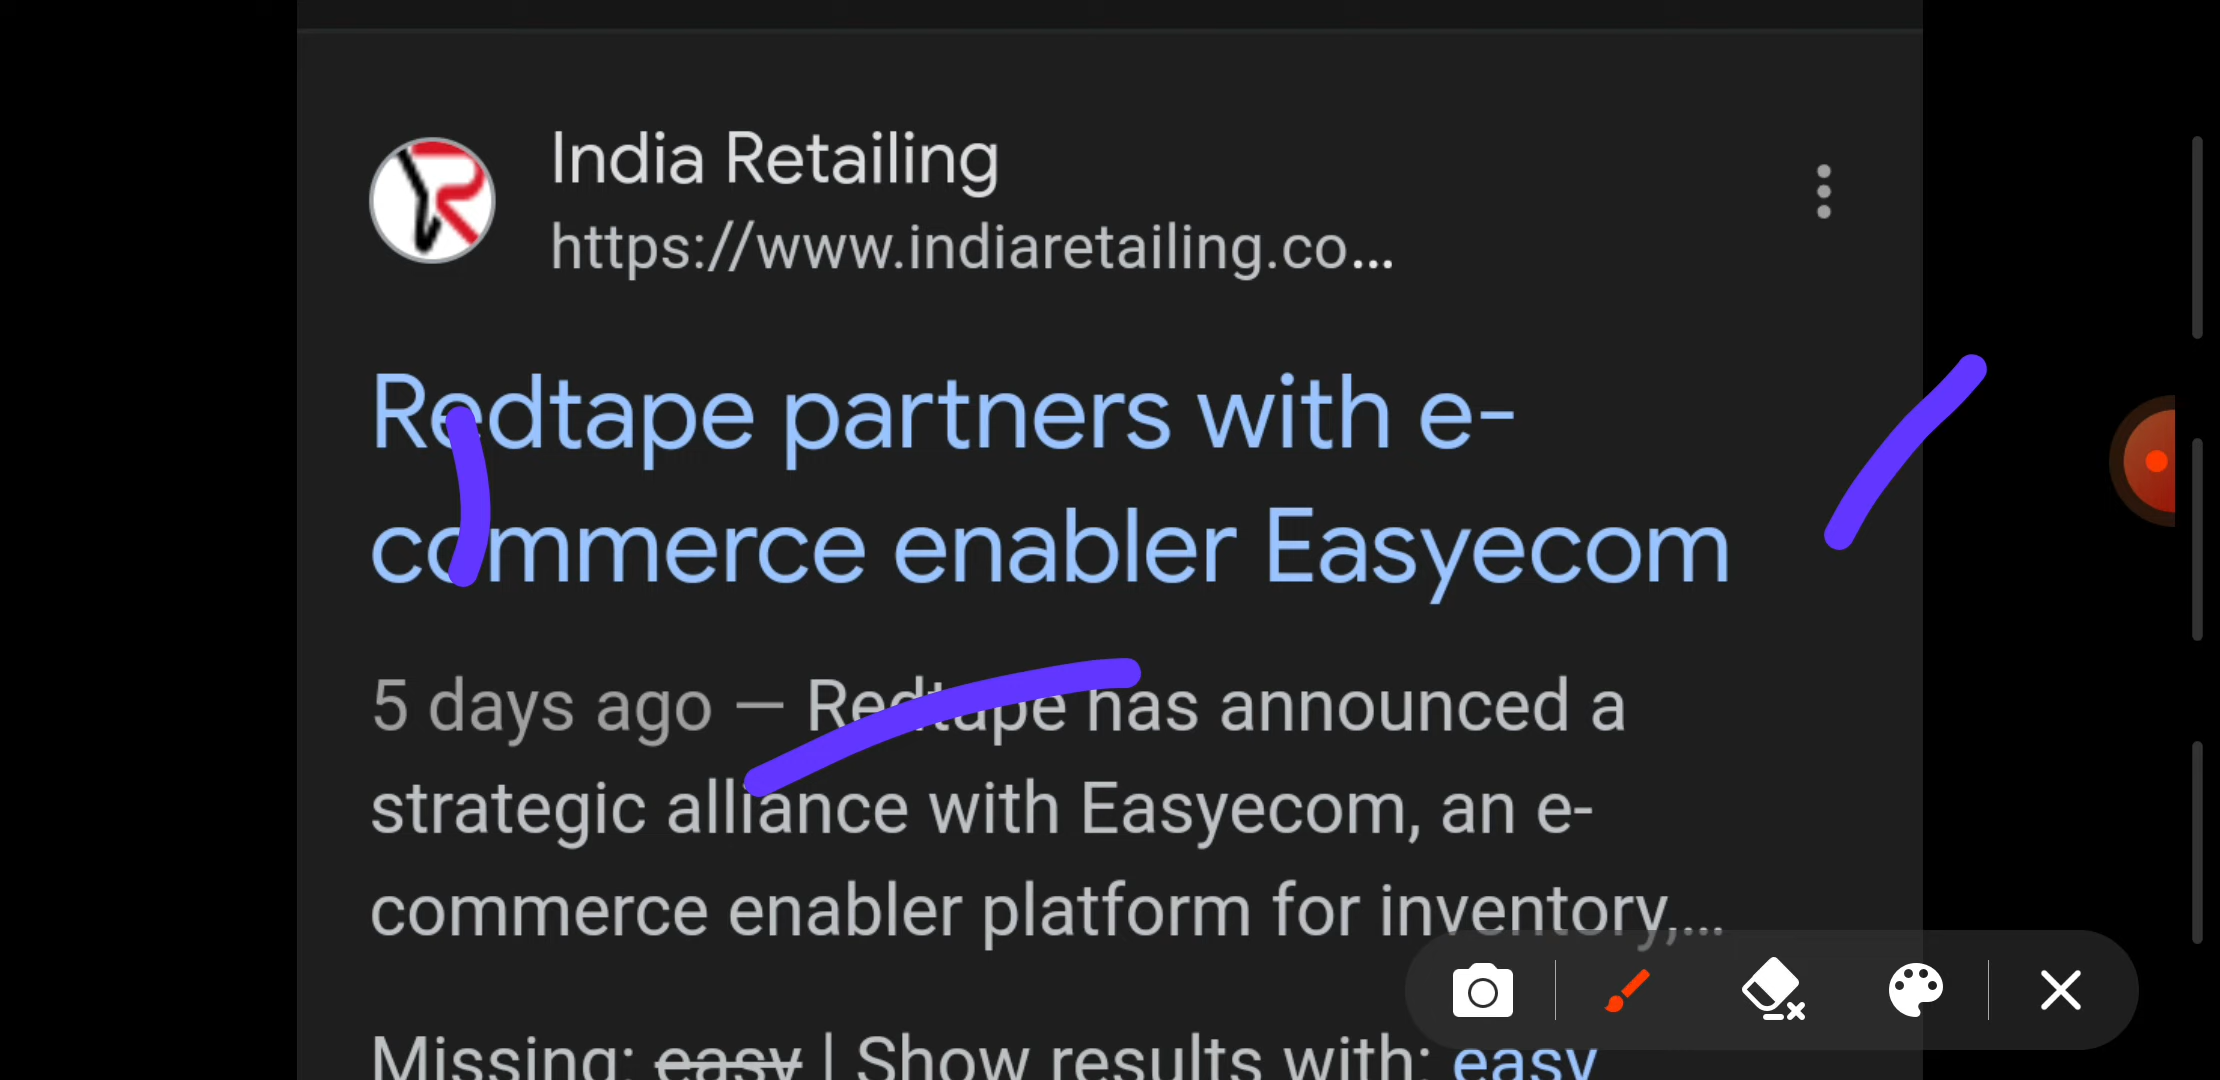 India Retailing
https://www.indiaretailing.co...
Redtape partners with e-
commerce enabler Easyecom
5 days ago — Redtape has announced a
strategic alliance with Easyecom, an e-
commerce enabler platform for inventory,...
Missing: easy | Show results with: easy